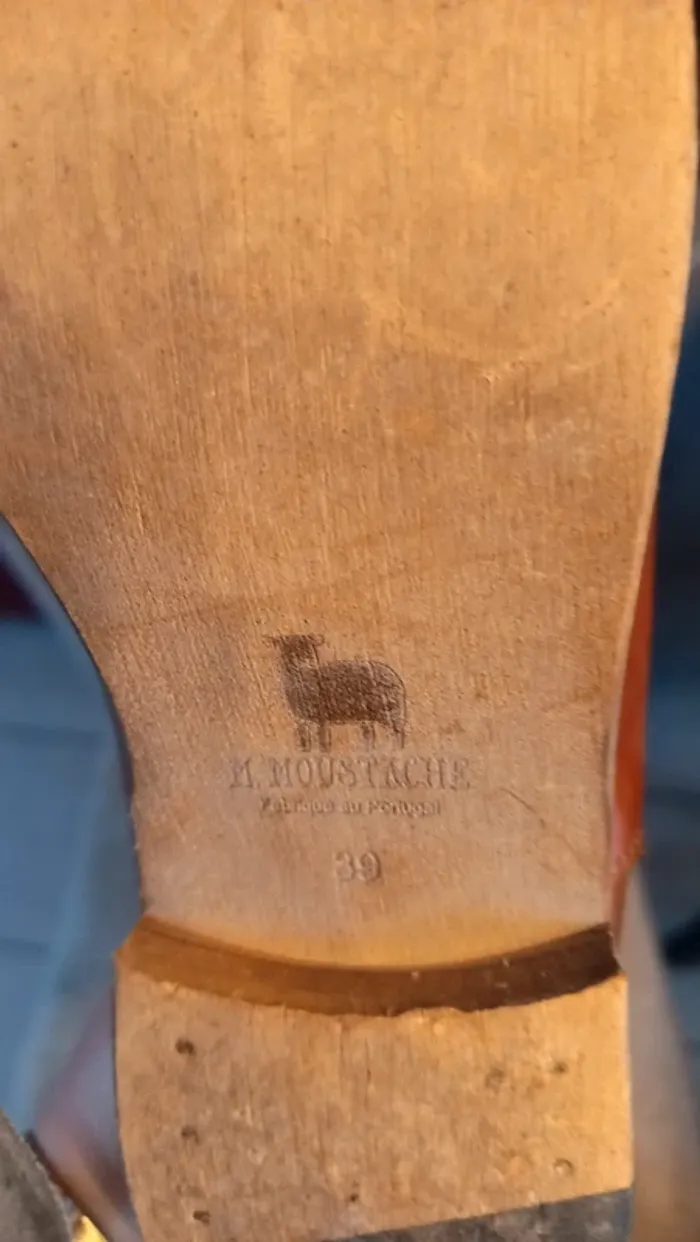 M. MOUSTACHE
Fabriqué au Portugal
39